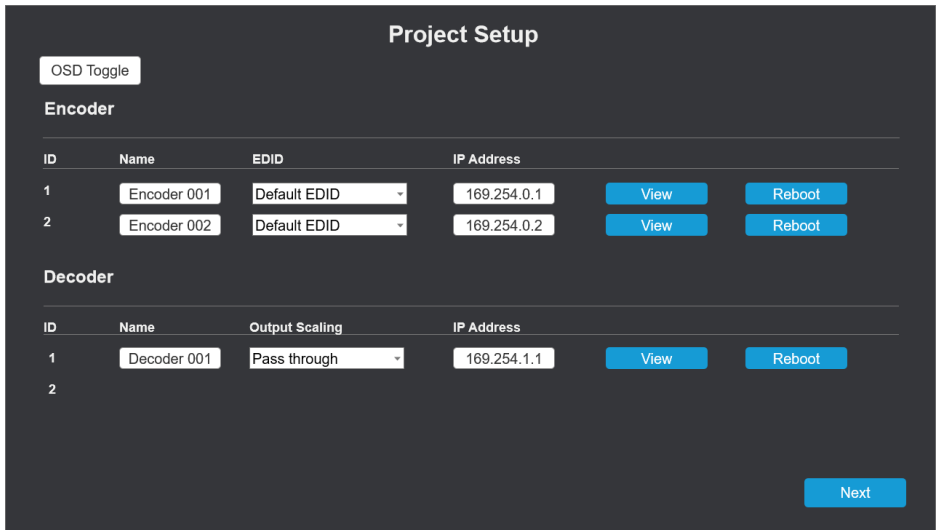 Project Setup
OSD Toggle
Encoder
ID Name EDID IP Address
1 Encoder 001 Default EDID 169.254.0.1 View Reboot
2 Encoder 002 Default EDID 169.254.0.2 View Reboot
Decoder
ID Name Output Scaling IP Address
1 Decoder 001 Pass through 169.254.1.1 View Reboot
2
Next